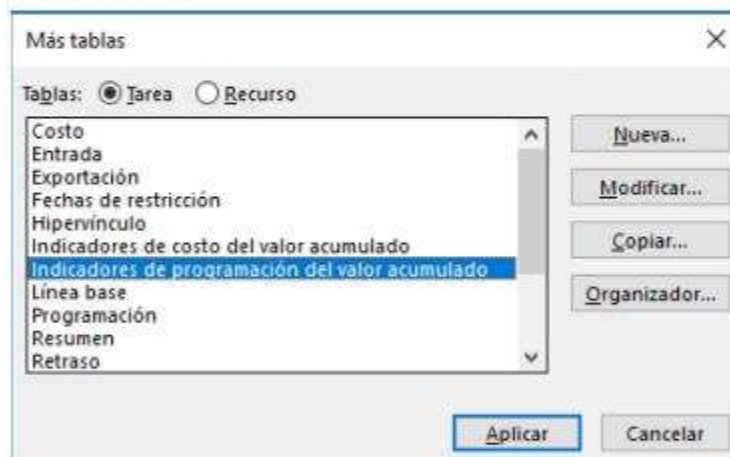 Más tablas
Tablas: Tarea Recurso
Costo
Entrada
Exportación
Fechas de restricción
Hipervínculo
Indicadores de costo del valor acumulado
Indicadores de programación del valor acumulado
Línea base
Programación
Resumen
Retraso
Nueva...
Modificar...
Copiar...
Organizador...
Aplicar Cancelar